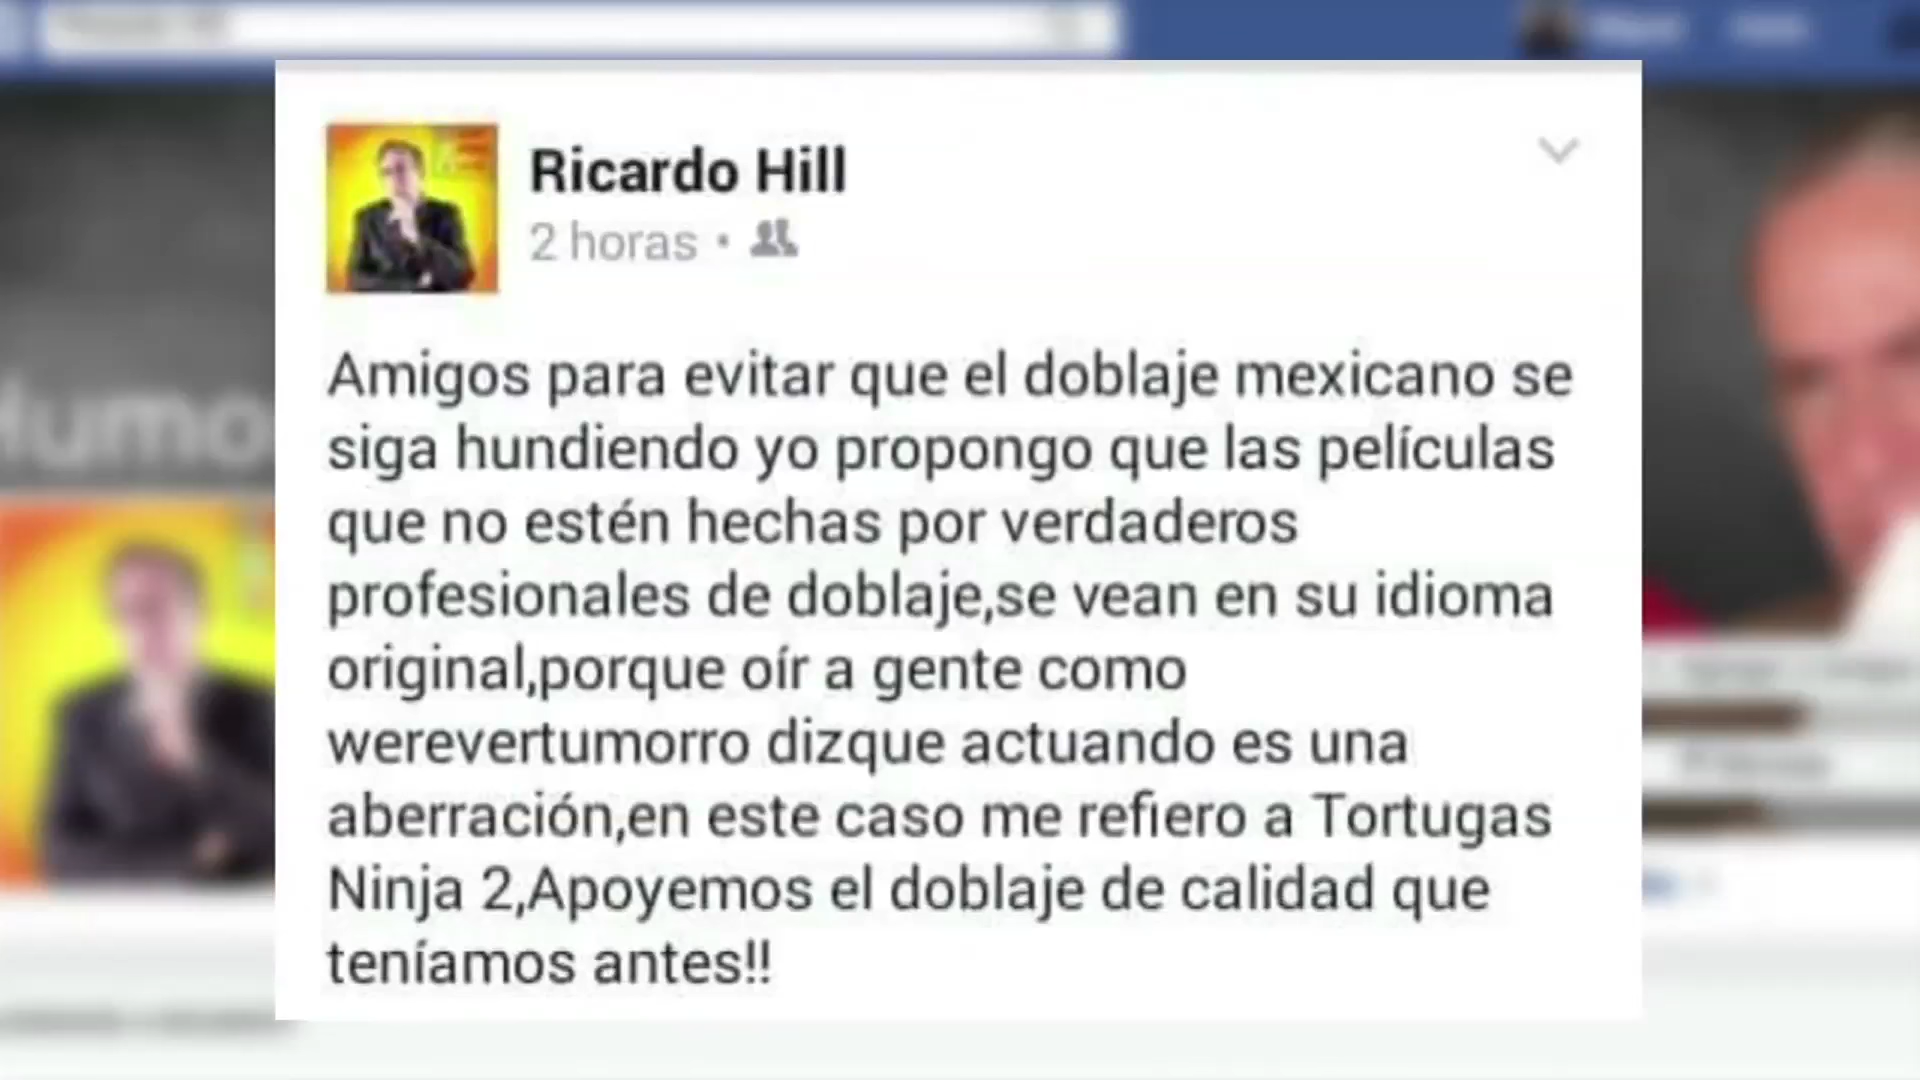 Ricardo Hill
2 horas
Amigos para evitar que el doblaje mexicano se
siga hundiendo yo propongo que las películas
que no estén hechas por verdaderos
profesionales de doblaje,se vean en su idioma
original,porque oír a gente como
werevertumorro dizque actuando es una
aberración,en este caso me refiero a Tortugas
Ninja 2,Apoyemos el doblaje de calidad que
teníamos antes!!